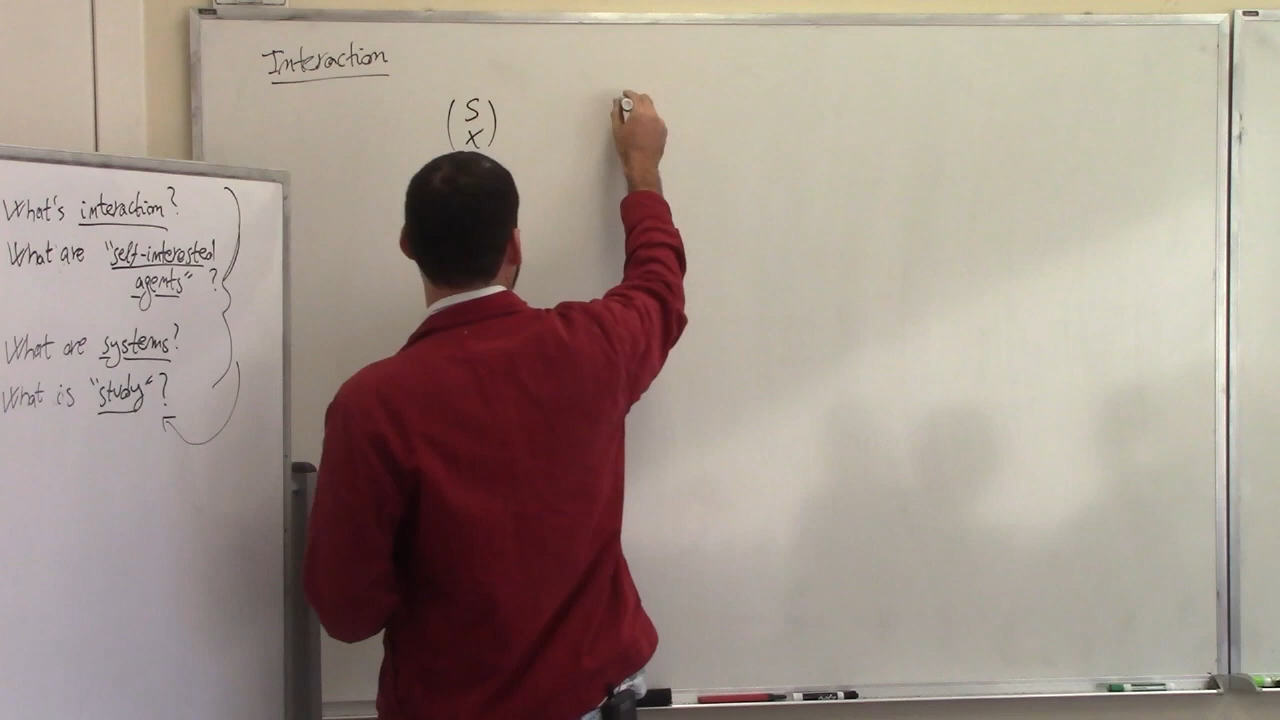 Interaction
( S
X )
What's interaction?
What are "self-interested
agents" ?
What are systems?
What is "study"?